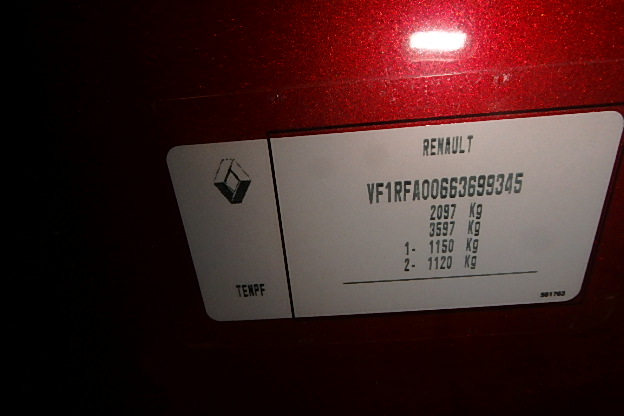 RENAULT
VF1RFA00663699345
2097 Kg
3597 Kg
1- 1150 Kg
2- 1120 Kg
TENPF